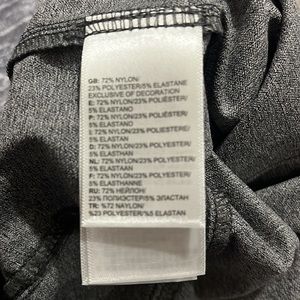 GB: 72% NYLON/
23% POLYESTER/5% ELASTANE
EXCLUSIVE OF DECORATION
E: 72% NYLON/23% POLIÉSTER/
5% ELASTANO
P: 72% NYLON/23% POLIÉSTER/
5% ELASTANO
I: 72% NYLON/23% POLIESTERE/
5% ELASTAN
D: 72% NYLON/23% POLYESTER/
5% ELASTHAN
NL: 72% NYLON/23% POLYESTER/
5% ELASTAAN
F: 72% NYLON/23% POLYESTER/
5% ELASTHANNE
RU: 72% НЕЙЛОН/
23% ПОЛИЭСТЕР/5% ЭЛАСТАН
TR: %72 NAYLON/
%23 POLYESTER/%5 ELASTAN